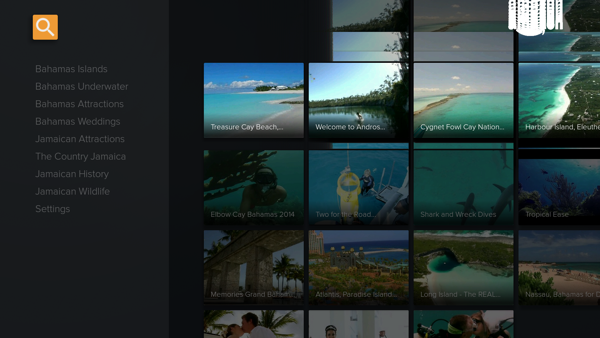 Bahamas Islands
Bahamas Underwater
Bahamas Attractions
Bahamas Weddings
Jamaican Attractions
The Country Jamaica
Jamaican History
Jamaican Wildlife
Settings
Treasure Cay Beach,...
Welcome to Andros...
Cygnet Fowl Cay Nation...
Harbour Island, Eleuthe
Elbow Cay Bahamas 2014
Two for the Road...
Shark and Wreck Dives
Tropical Ease
Memories Grand Bahama...
Atlantis, Paradise Island...
Long Island - The REAL...
Nassau, Bahamas for